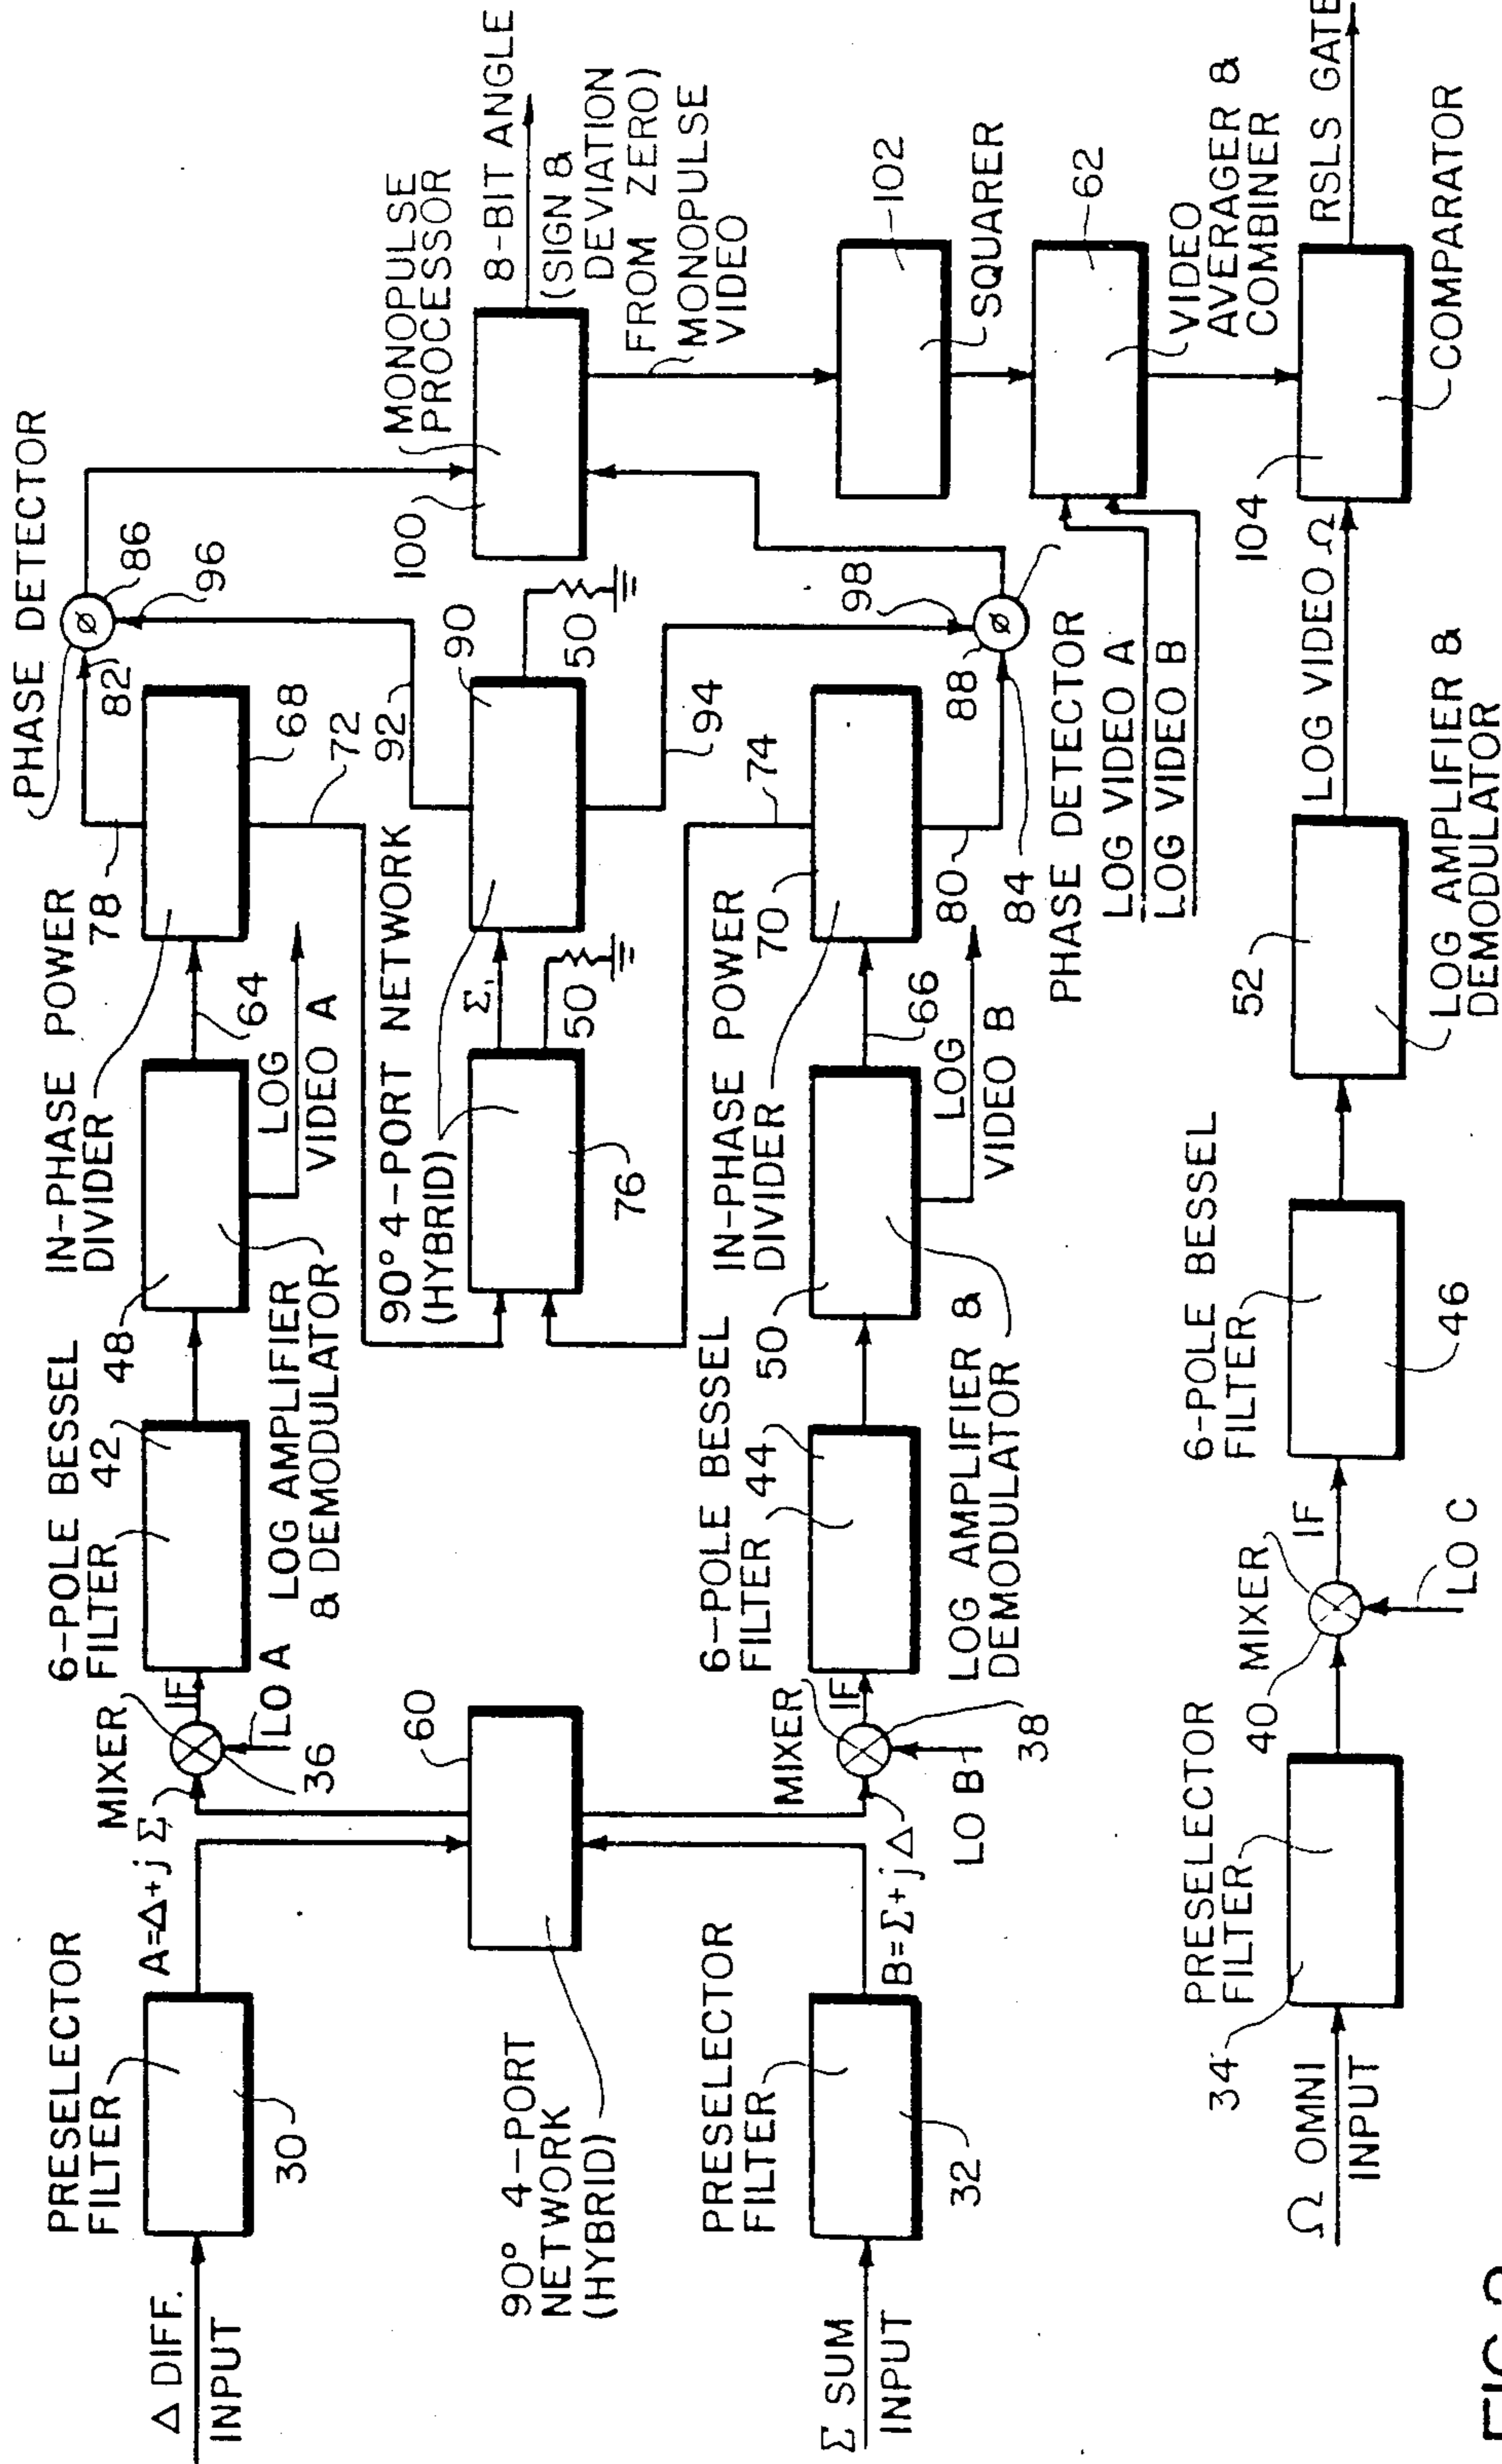 Δ DIFF.
INPUT
PRESELECTOR
FILTER
30
A=Δ+j Σ
MIXER
36
LO A
IF
6-POLE BESSEL
FILTER
42
48
LOG AMPLIFIER
& DEMODULATOR
LOG
VIDEO A
64
IN-PHASE POWER
DIVIDER
78
68
72
82
PHASE DETECTOR
86
96
90° 4-PORT
NETWORK
(HYBRID)
60
90° 4-PORT NETWORK
(HYBRID)
76
50
92
90
50
94
100
MONOPULSE
PROCESSOR
8-BIT ANGLE
(SIGN &
DEVIATION
FROM ZERO)
MONOPULSE
VIDEO
102
SQUARER
62
VIDEO
AVERAGER &
COMBINER
Σ SUM
INPUT
PRESELECTOR
FILTER
32
B=Σ+j Δ
MIXER
38
LO B
IF
6-POLE BESSEL
FILTER
44
50
LOG AMPLIFIER &
DEMODULATOR
LOG
VIDEO B
66
IN-PHASE POWER
DIVIDER
70
74
80
84
88
98
PHASE DETECTOR
LOG VIDEO A
LOG VIDEO B
Ω OMNI
INPUT
34
PRESELECTOR
FILTER
40
MIXER
IF
LO C
6-POLE BESSEL
FILTER
46
52
LOG AMPLIFIER &
DEMODULATOR
LOG VIDEO Ω
104
COMPARATOR
RSLS GATE